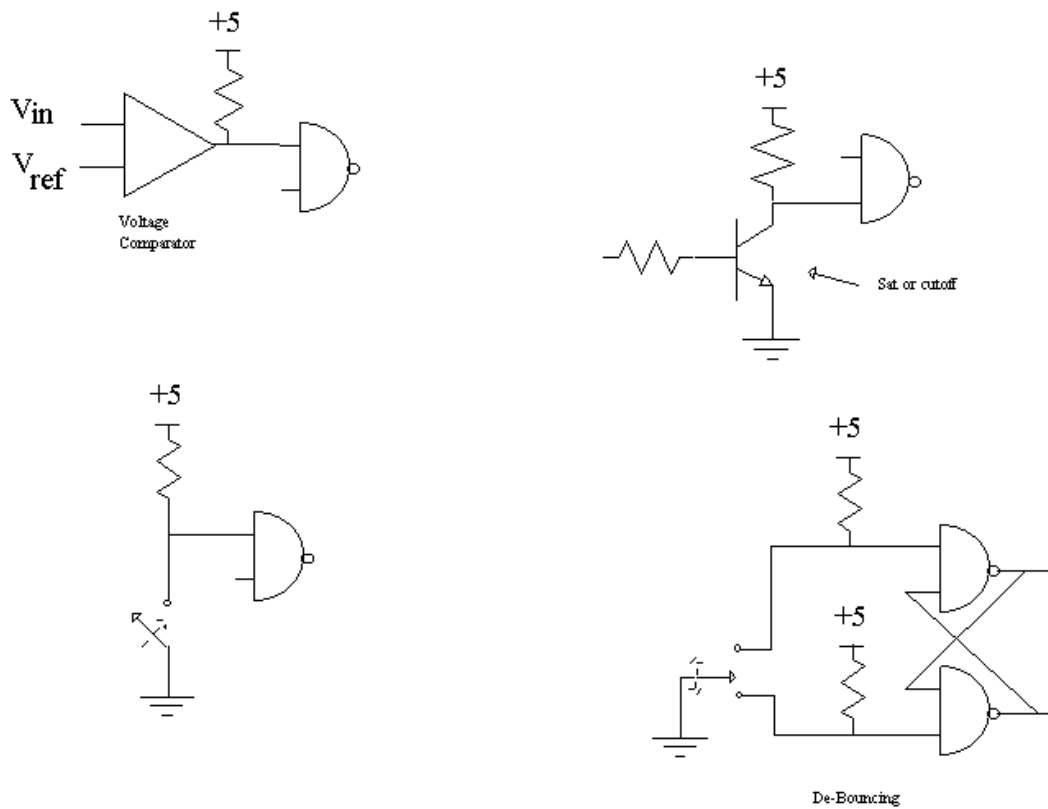 +5
Vin
Vref
Voltage
Comparator
+5
Sat or cutoff
+5
+5
+5
De-Bouncing